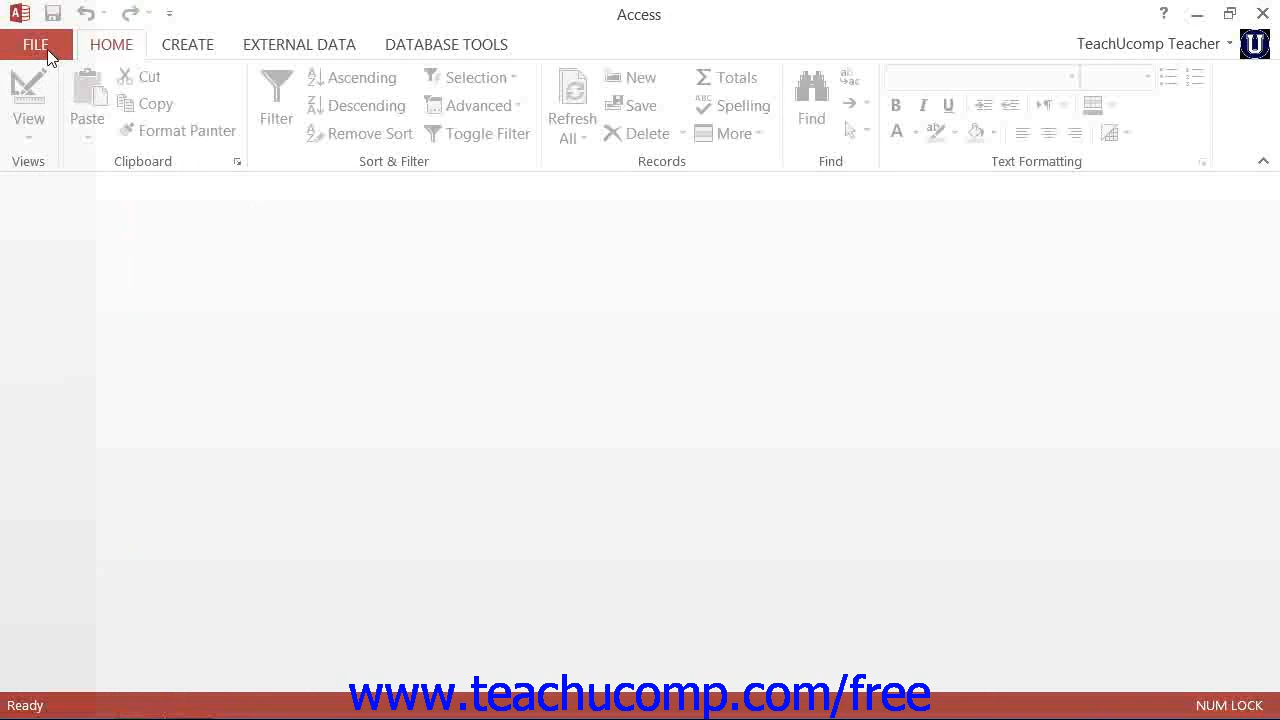 Access
?
FILE HOME CREATE EXTERNAL DATA DATABASE TOOLS TeachUcomp Teacher U
View
Views
Paste
Cut
Copy
Format Painter
Clipboard
Filter
Ascending
Descending
Remove Sort
Selection
Advanced
Toggle Filter
Sort & Filter
Refresh
All
New
Save
Delete
Totals
Spelling
More
Records
Find
Find
B I U
A
Text Formatting
www.teachucomp.com/free
Ready NUM LOCK